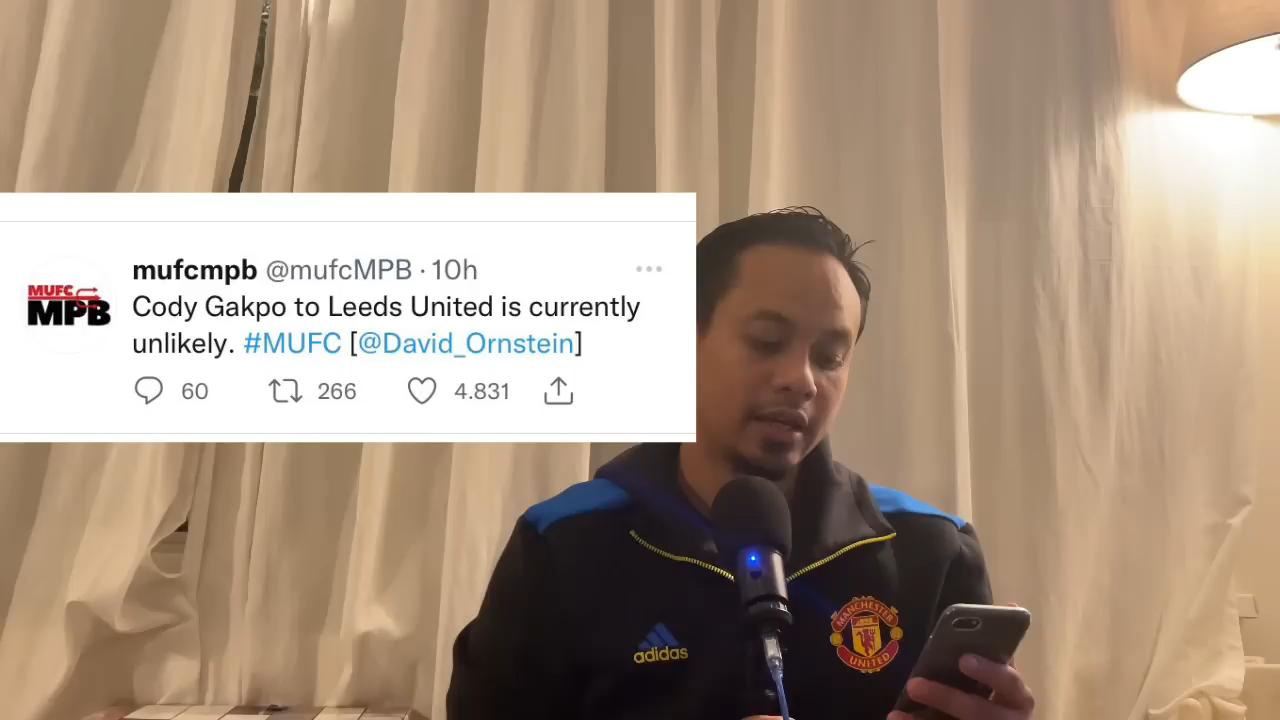 mufcmpb @mufcMPB · 10h
MUFC
MPB
Cody Gakpo to Leeds United is currently
unlikely. #MUFC [@David_Ornstein]
60 266 4.831
adidas
MANCHESTER
UNITED